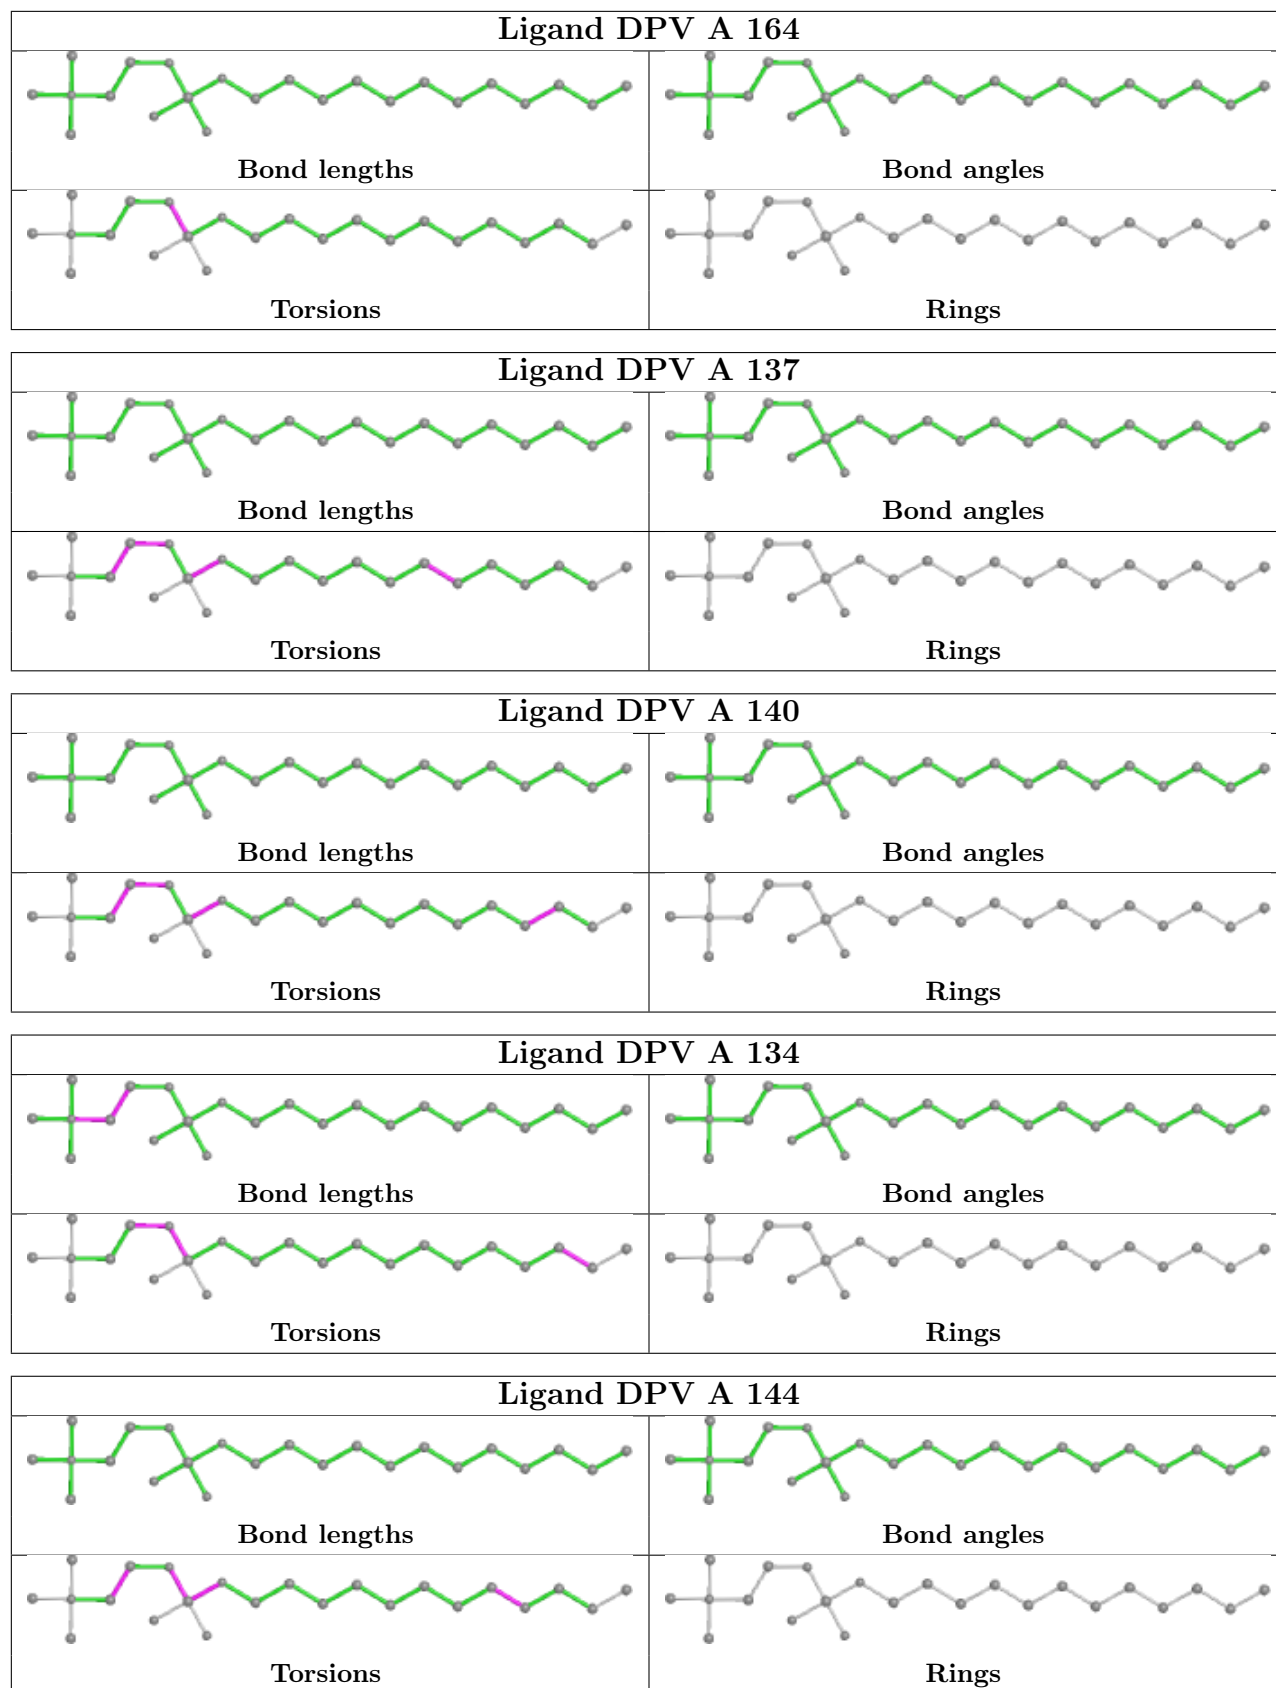 Ligand DPV A 164
Bond lengths
Bond angles
Torsions
Rings
Ligand DPV A 137
Bond lengths
Bond angles
Torsions
Rings
Ligand DPV A 140
Bond lengths
Bond angles
Torsions
Rings
Ligand DPV A 134
Bond lengths
Bond angles
Torsions
Rings
Ligand DPV A 144
Bond lengths
Bond angles
Torsions
Rings